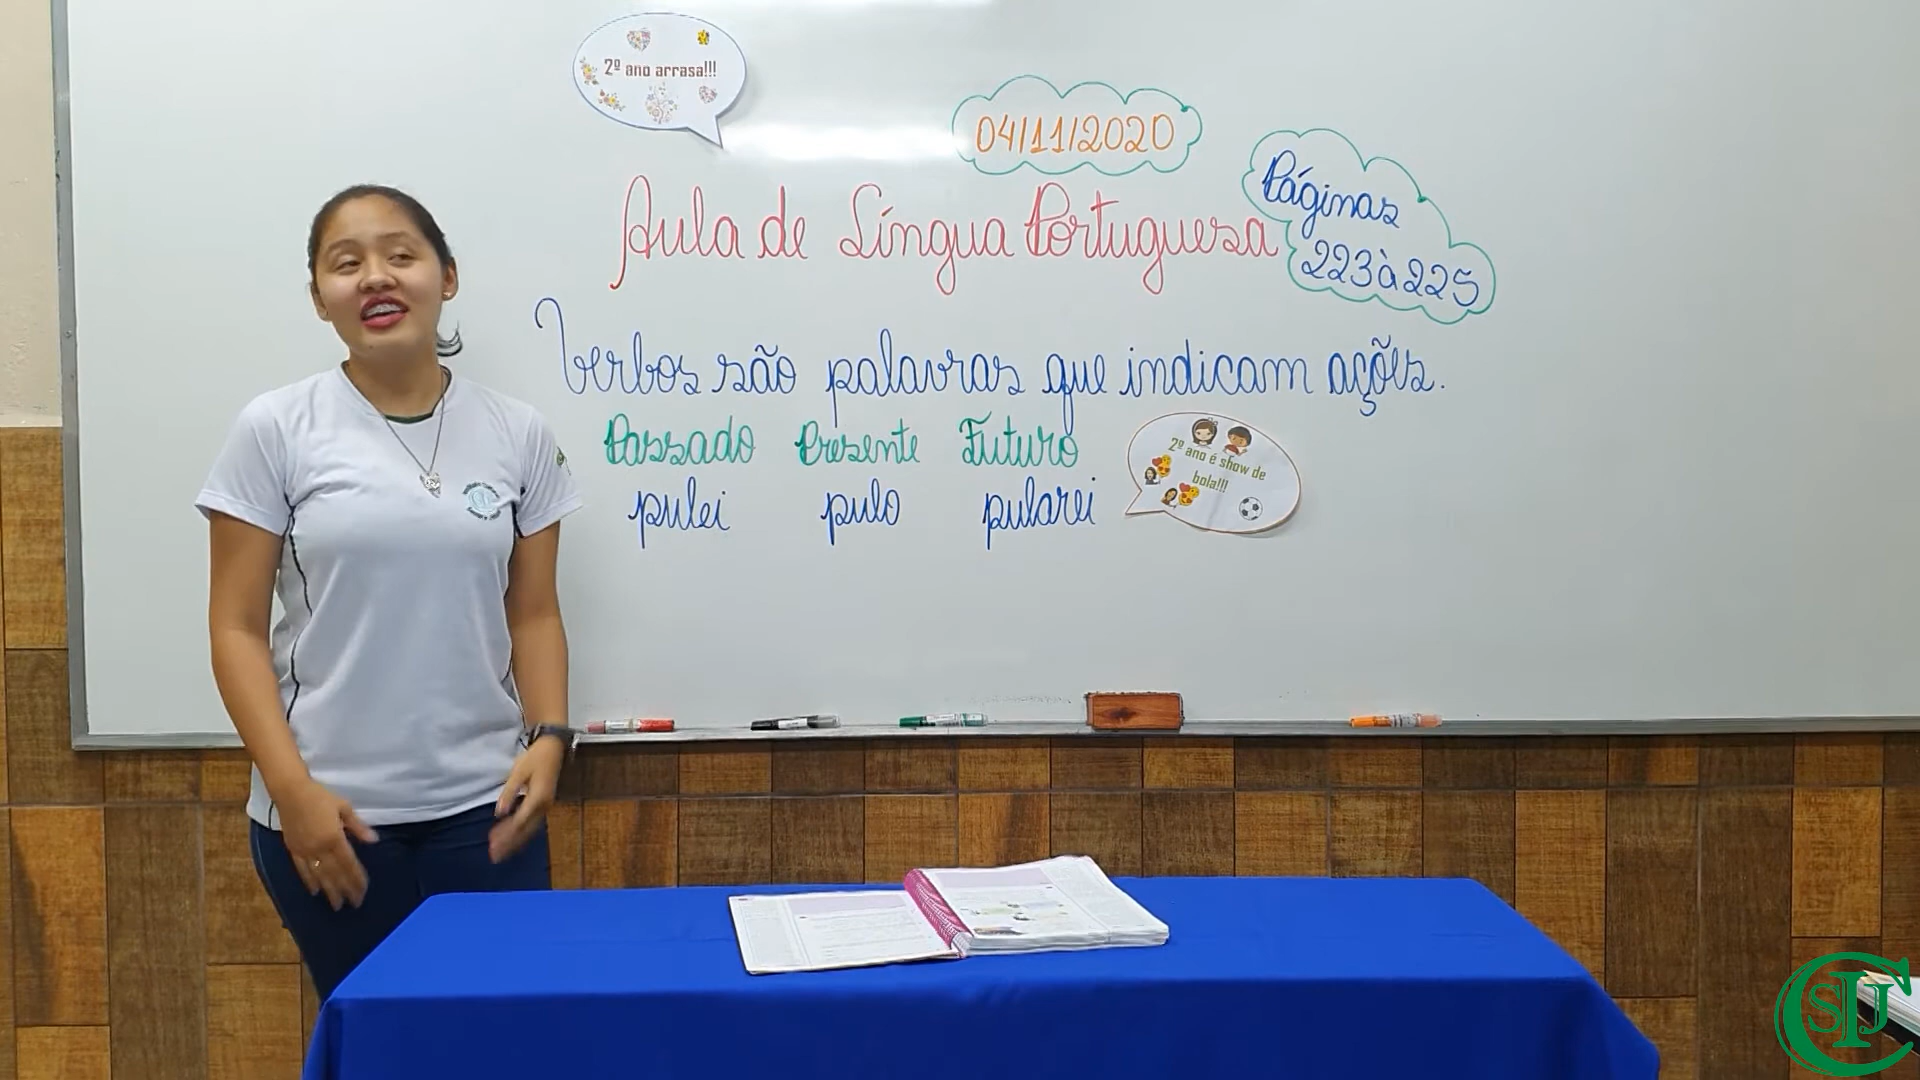 2º ano arrasa!!!
04/11/2020
Aula de Língua Portuguesa
Páginas
223 à 225
Verbos são palavras que indicam ações.
Passado Presente Futuro
pulei pulo pularei
2º ano é show de
bola!!!
CSIJ